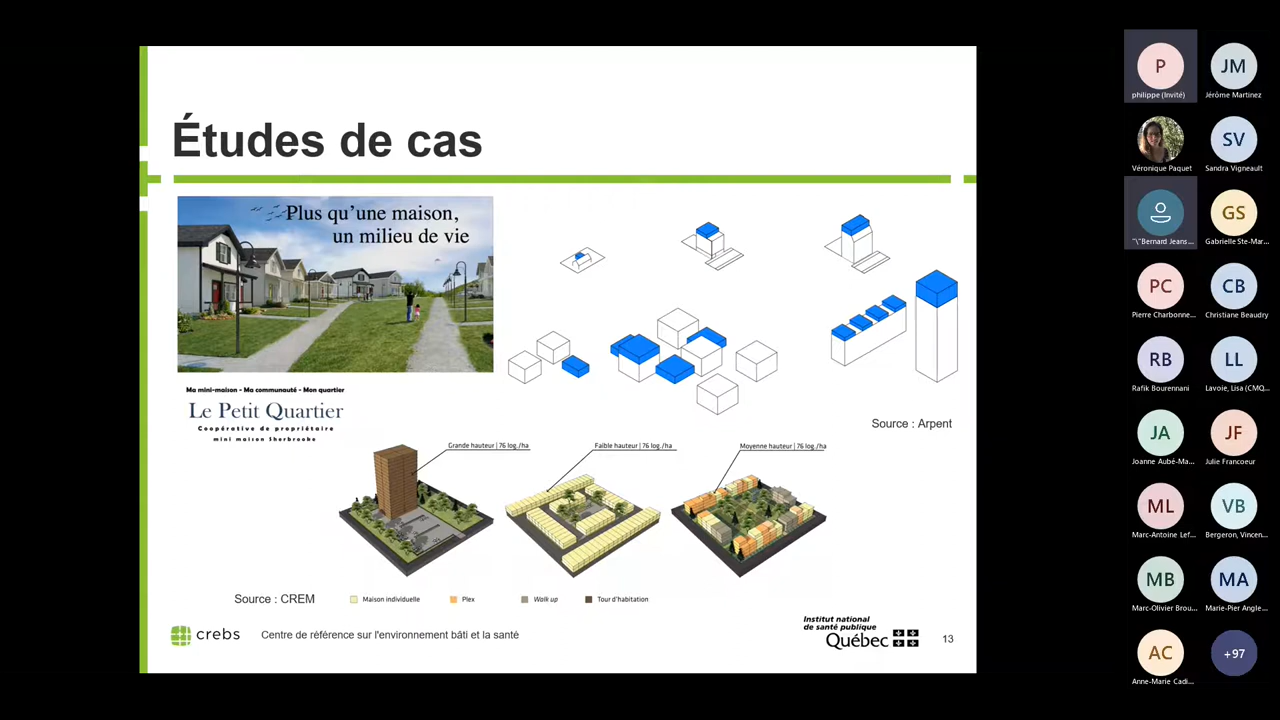 Études de cas
Plus qu'une maison,
un milieu de vie
Ma mini-maison - Ma communauté - Mon quartier
Le Petit Quartier
Coopérative de propriétaire
mini maison Sherbrooke
Source : Arpent
Grande hauteur | 76 log./ha
Faible hauteur | 76 log./ha
Moyenne hauteur | 76 log./ha
Source : CREM
Maison individuelle
Plex
Walk up
Tour d'habitation
crebs
Centre de référence sur l'environnement bâti et la santé
Institut national
de santé publique
Québec
13
P
philippe (Invité)
JM
Jérôme Martinez
Véronique Paquet
SV
Sandra Vigneault
"\"Bernard Jeans...
GS
Gabrielle Ste-Mar...
PC
Pierre Charbonne...
CB
Christiane Beaudry
RB
Rafik Bourennani
LL
Lavoie, Lisa (CMQ...
JA
Joanne Aubé-Ma...
JF
Julie Francoeur
ML
Marc-Antoine Lef...
VB
Bergeron, Vincen...
MB
Marc-Olivier Brou...
MA
Marie-Pier Angle...
AC
Anne-Marie Cadi...
+97